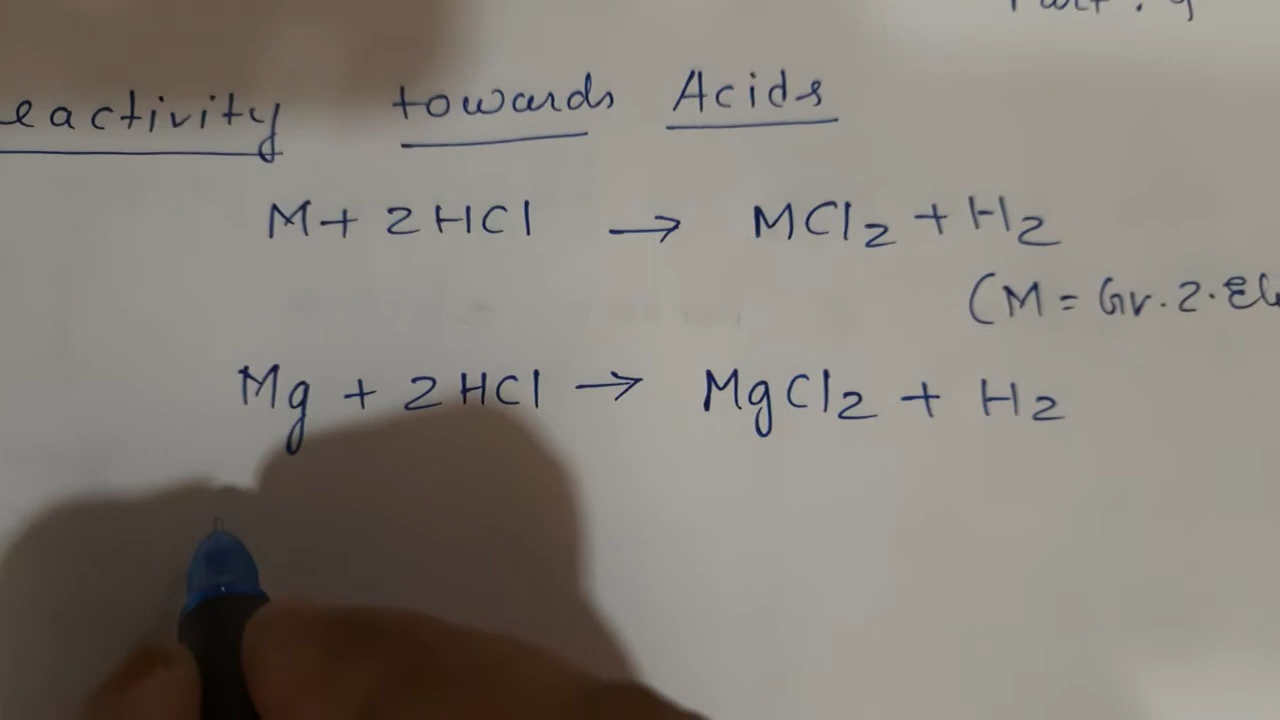 eactivity towards Acids
M + 2HCl → MCl2 + H2
(M = Gr. 2. El
Mg + 2HCl → MgCl2 + H2